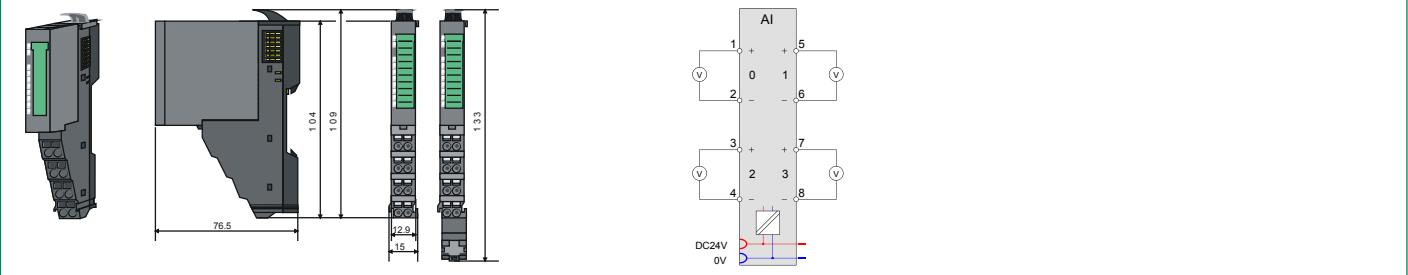 104
109
133
76.5
12.9
15
AI
1 + + 5
V 0 1 V
2 − − 6
3 + + 7
V 2 3 V
4 − − 8
DC24V
0V